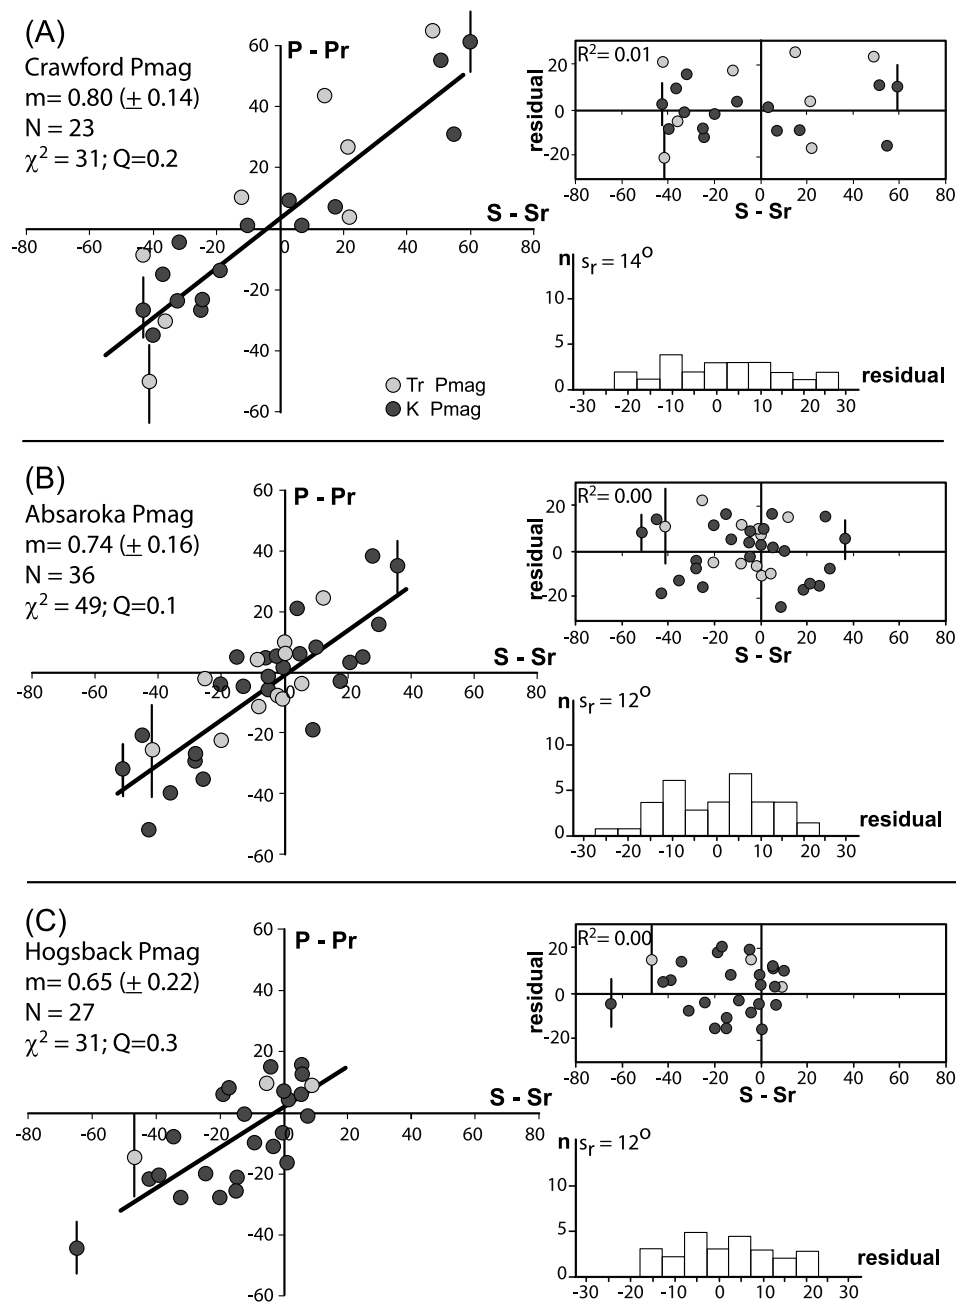 (A)
Crawford Pmag
m= 0.80 (± 0.14)
N = 23
χ² = 31; Q=0.2
P - Pr
S - Sr
60
40
20
-80 -60 -40 -20 0 20 40 60 80
-20
-40
-60
Tr Pmag
K Pmag
R²= 0.01
residual
20
0
-20
-80 -60 -40 -20 0 20 40 60 80
S - Sr
n
sr = 14°
10
5
0
residual
-30 -20 -10 0 10 20 30
(B)
Absaroka Pmag
m= 0.74 (± 0.16)
N = 36
χ² = 49; Q=0.1
P - Pr
S - Sr
60
40
20
-80 -60 -40 -20 0 20 40 60 80
-20
-40
-60
R²= 0.00
residual
20
0
-20
-80 -60 -40 -20 0 20 40 60 80
S - Sr
n
sr = 12°
10
5
0
residual
-30 -20 -10 0 10 20 30
(C)
Hogsback Pmag
m= 0.65 (± 0.22)
N = 27
χ² = 31; Q=0.3
P - Pr
S - Sr
60
40
20
-80 -60 -40 -20 0 20 40 60 80
-20
-40
-60
R²= 0.00
residual
20
0
-20
-80 -60 -40 -20 0 20 40 60 80
S - Sr
n
sr = 12°
10
5
0
residual
-30 -20 -10 0 10 20 30